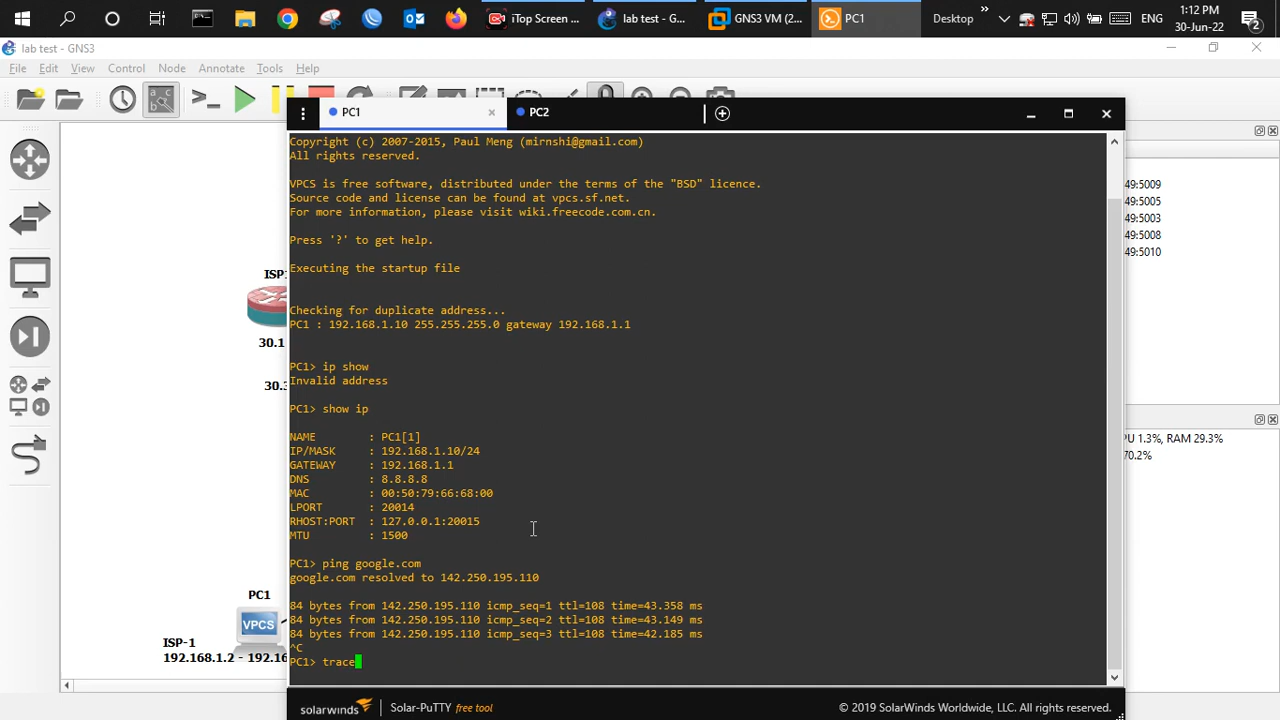 iTop Screen ...
lab test - G...
GNS3 VM (2...
PC1
Desktop
»
ENG
1:12 PM
30-Jun-22
2
lab test - GNS3
File Edit View Control Node Annotate Tools Help
PC1
PC2
Copyright (c) 2007-2015, Paul Meng (mirnshi@gmail.com)
All rights reserved.
VPCS is free software, distributed under the terms of the "BSD" licence.
Source code and license can be found at vpcs.sf.net.
For more information, please visit wiki.freecode.com.cn.
Press '?' to get help.
Executing the startup file
Checking for duplicate address...
PC1 : 192.168.1.10 255.255.255.0 gateway 192.168.1.1
PC1> ip show
Invalid address
PC1> show ip
NAME : PC1[1]
IP/MASK : 192.168.1.10/24
GATEWAY : 192.168.1.1
DNS : 8.8.8.8
MAC : 00:50:79:66:68:00
LPORT : 20014
RHOST:PORT : 127.0.0.1:20015
MTU : 1500
PC1> ping google.com
google.com resolved to 142.250.195.110
84 bytes from 142.250.195.110 icmp_seq=1 ttl=108 time=43.358 ms
84 bytes from 142.250.195.110 icmp_seq=2 ttl=108 time=43.149 ms
84 bytes from 142.250.195.110 icmp_seq=3 ttl=108 time=42.185 ms
^C
PC1> trace
solarwinds Solar-PuTTY free tool
© 2019 SolarWinds Worldwide, LLC. All rights reserved.
ISP
30.1
30.
PC1
VPCS
ISP-1
192.168.1.2 - 192.16
49:5009
49:5005
49:5003
49:5008
49:5010
PU 1.3%, RAM 29.3%
70.2%